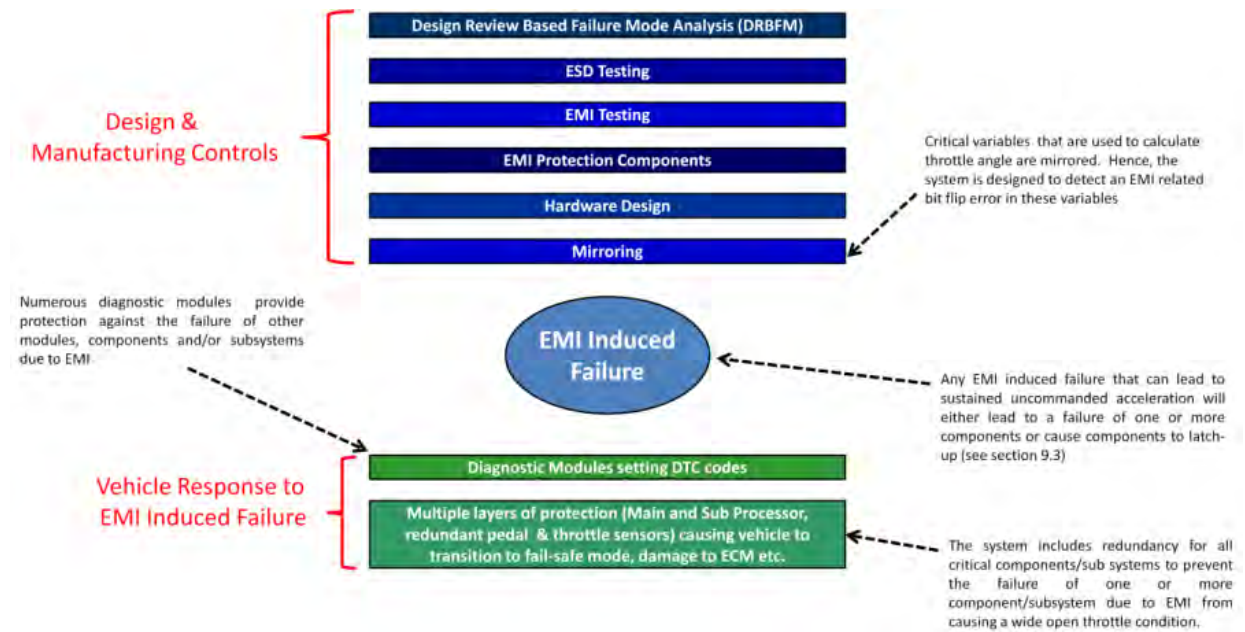 Design Review Based Failure Mode Analysis (DRBFM)
ESD Testing
EMI Testing
EMI Protection Components
Hardware Design
Mirroring
Design &
Manufacturing Controls
Critical variables that are used to calculate
throttle angle are mirrored. Hence, the
system is designed to detect an EMI related
bit flip error in these variables
Numerous diagnostic modules provide
protection against the failure of other
modules, components and/or subsystems
due to EMI
EMI Induced
Failure
Any EMI induced failure that can lead to
sustained uncommanded acceleration will
either lead to a failure of one or more
components or cause components to latch-
up (see section 9.3)
Vehicle Response to
EMI Induced Failure
Diagnostic Modules setting DTC codes
Multiple layers of protection (Main and Sub Processor,
redundant pedal & throttle sensors) causing vehicle to
transition to fail-safe mode, damage to ECM etc.
The system includes redundancy for all
critical components/sub systems to prevent
the failure of one or more
component/subsystem due to EMI from
causing a wide open throttle condition.